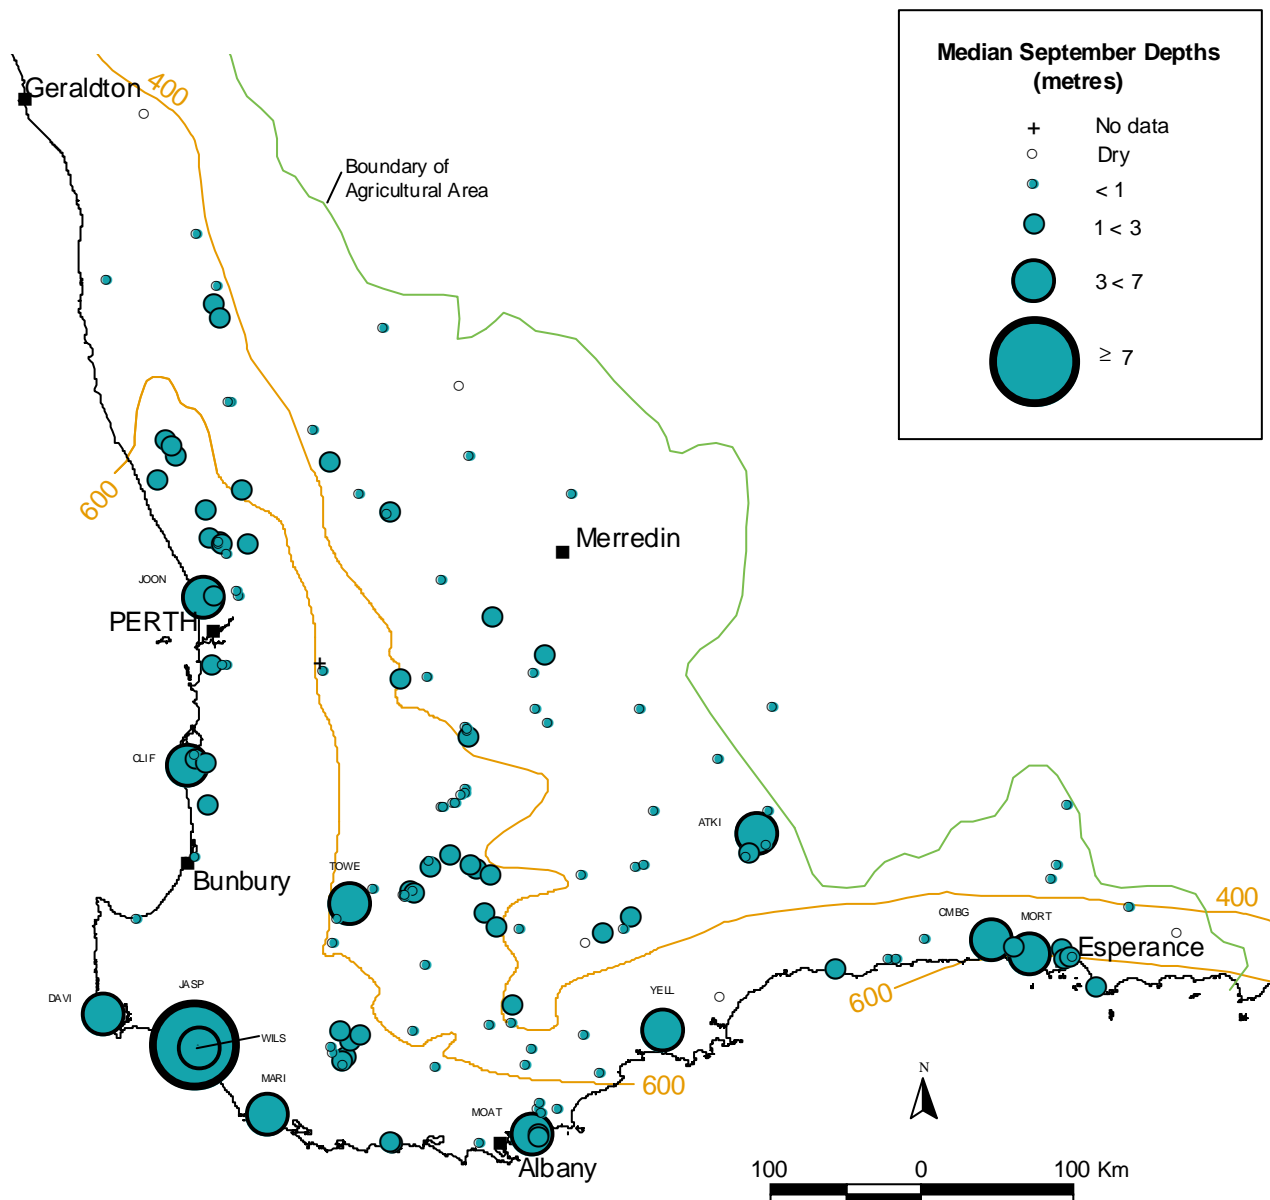 Median September Depths
(metres)
No data
Dry
< 1
1 < 3
3 < 7
≥ 7
Geraldton
400
Boundary of
Agricultural Area
600
Merredin
JOON
PERTH
CLIF
ATKI
Bunbury
TOWE
400
CMBG
MORT
Esperance
DAVI
JASP
YELL
600
WILS
MARI
600
N
MOAT
Albany
100
0
100 Km